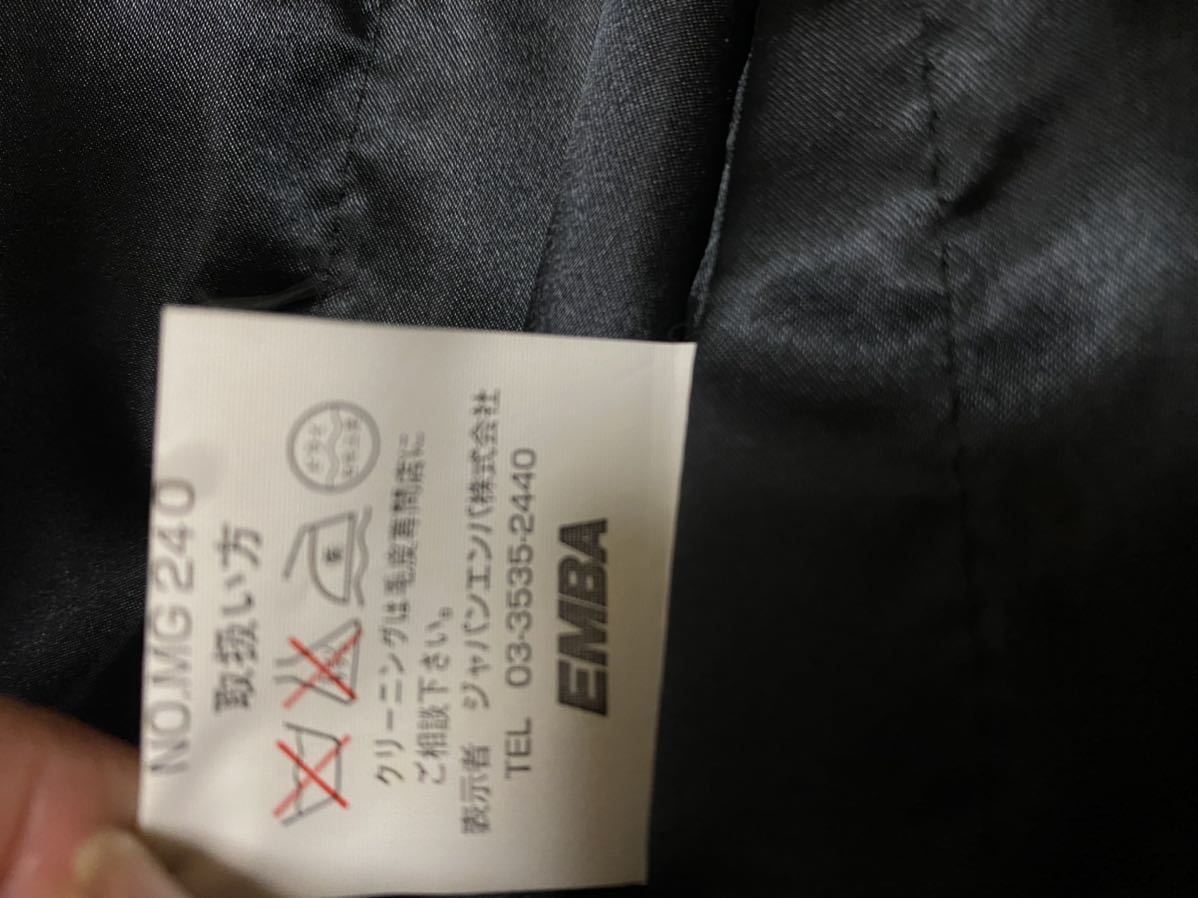 NO.MG240
取扱い方
クリーニングは毛皮専門店に
ご相談下さい。
表示者 ジャパンエンバ株式会社
TEL 03-3535-2440
EMBA